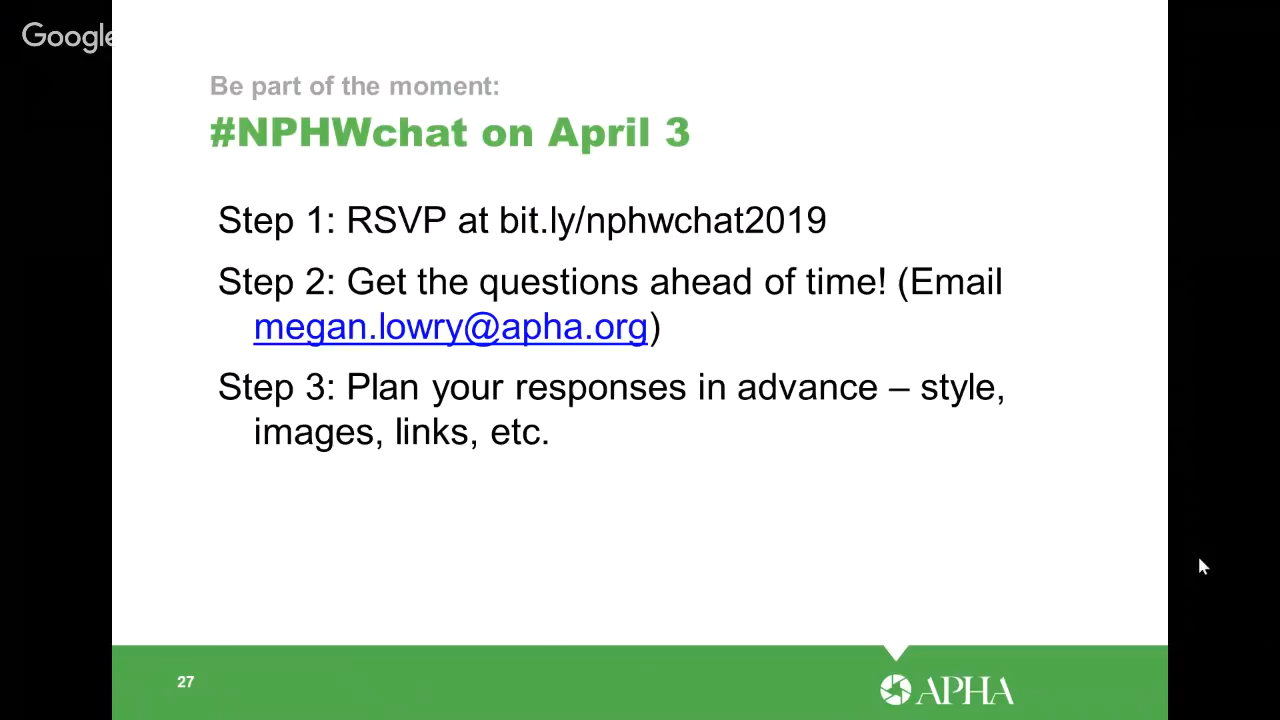 Google
Be part of the moment:
#NPHWchat on April 3
Step 1: RSVP at bit.ly/nphwchat2019
Step 2: Get the questions ahead of time! (Email
megan.lowry@apha.org)
Step 3: Plan your responses in advance – style,
images, links, etc.
27
APHA